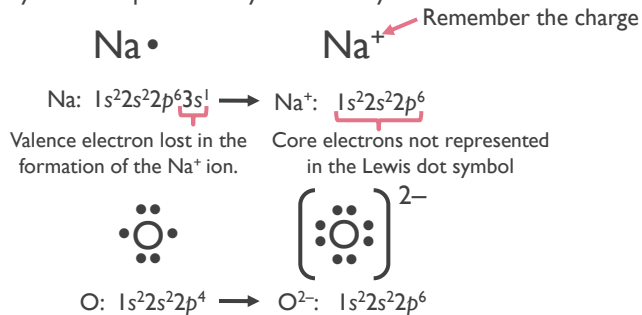 Remember the charge
Na• Na⁺
Na: 1s²2s²2p⁶3s¹ ⟶ Na⁺: 1s²2s²2p⁶
Valence electron lost in the Core electrons not represented
formation of the Na⁺ ion. in the Lewis dot symbol
O [O]²⁻
O: 1s²2s²2p⁴ ⟶ O²⁻: 1s²2s²2p⁶